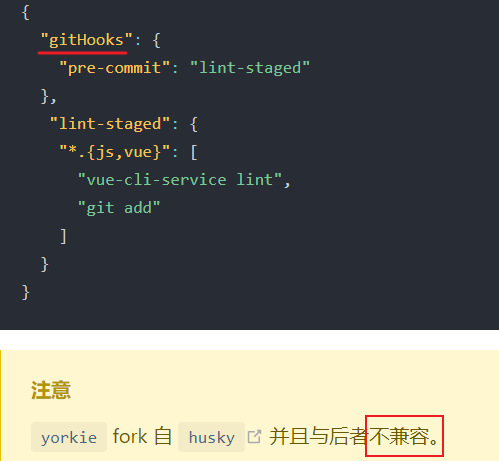 {
"gitHooks": {
"pre-commit": "lint-staged"
},
"lint-staged": {
"*.{js,vue}": [
"vue-cli-service lint",
"git add"
]
}
}
注意
yorkie fork 自 husky 并且与后者不兼容。